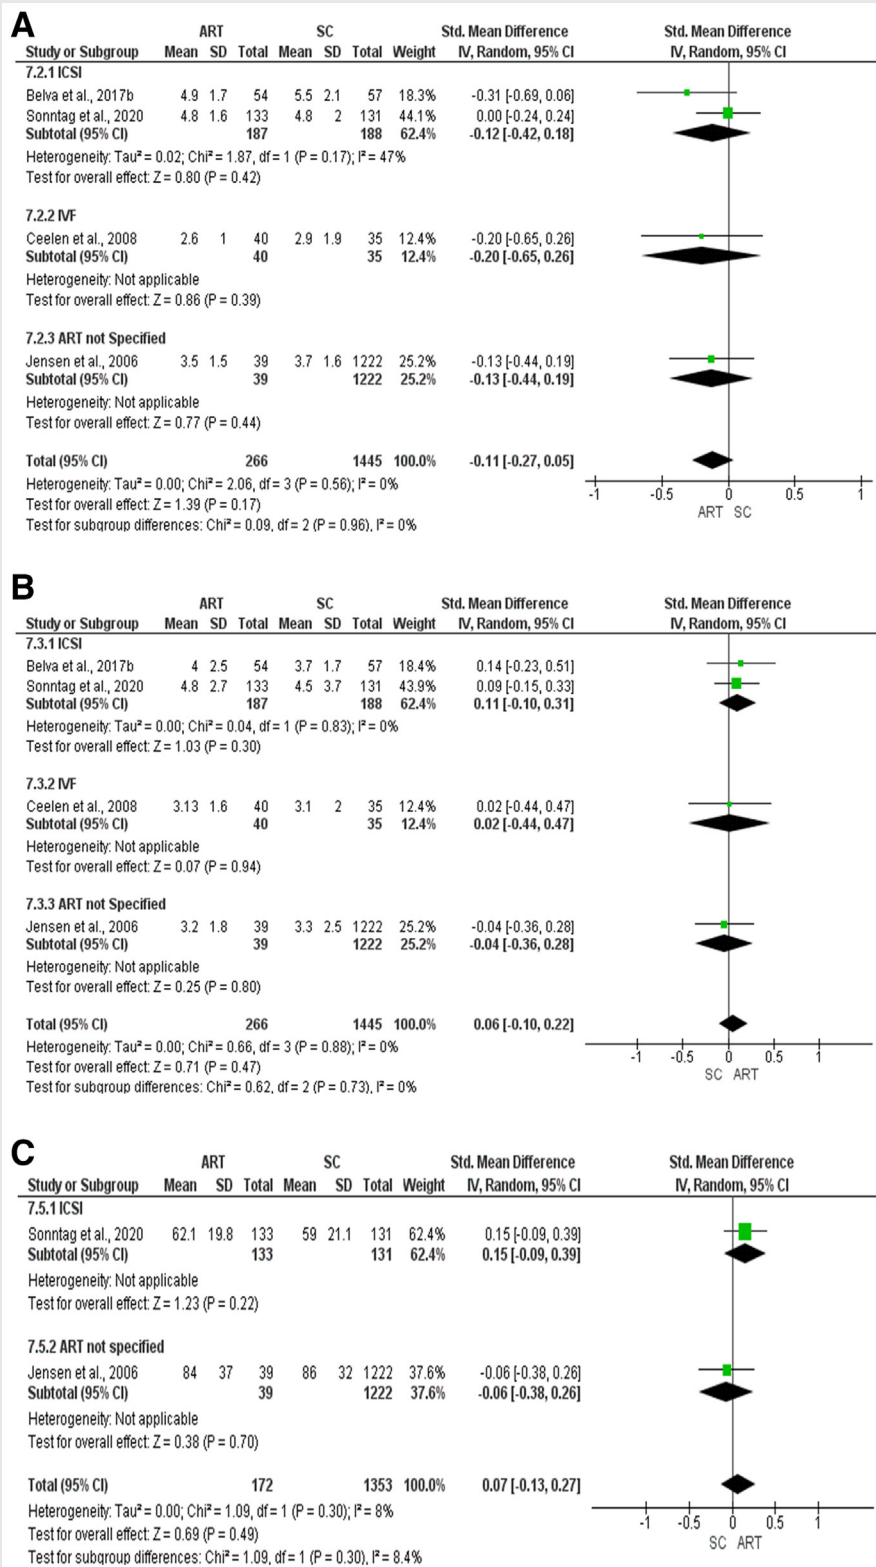 A
ART SC Std. Mean Difference Std. Mean Difference
Study or Subgroup Mean SD Total Mean SD Total Weight IV, Random, 95% CI IV, Random, 95% CI
7.2.1 ICSI
Belva et al., 2017b 4.9 1.7 54 5.5 2.1 57 18.3% -0.31 [-0.69, 0.06]
Sonntag et al., 2020 4.8 1.6 133 4.8 2 131 44.1% 0.00 [-0.24, 0.24]
Subtotal (95% CI) 187 188 62.4% -0.12 [-0.42, 0.18]
Heterogeneity: Tau² = 0.02; Chi² = 1.87, df = 1 (P = 0.17); I² = 47%
Test for overall effect: Z = 0.80 (P = 0.42)
7.2.2 IVF
Ceelen et al., 2008 2.6 1 40 2.9 1.9 35 12.4% -0.20 [-0.65, 0.26]
Subtotal (95% CI) 40 35 12.4% -0.20 [-0.65, 0.26]
Heterogeneity: Not applicable
Test for overall effect: Z = 0.86 (P = 0.39)
7.2.3 ART not Specified
Jensen et al., 2006 3.5 1.5 39 3.7 1.6 1222 25.2% -0.13 [-0.44, 0.19]
Subtotal (95% CI) 39 1222 25.2% -0.13 [-0.44, 0.19]
Heterogeneity: Not applicable
Test for overall effect: Z = 0.77 (P = 0.44)
Total (95% CI) 266 1445 100.0% -0.11 [-0.27, 0.05]
Heterogeneity: Tau² = 0.00; Chi² = 2.06, df = 3 (P = 0.56); I² = 0%
-1 -0.5 0 0.5 1
Test for overall effect: Z = 1.39 (P = 0.17)
ART SC
Test for subgroup differences: Chi² = 0.09, df = 2 (P = 0.96), I² = 0%
B
ART SC Std. Mean Difference Std. Mean Difference
Study or Subgroup Mean SD Total Mean SD Total Weight IV, Random, 95% CI IV, Random, 95% CI
7.3.1 ICSI
Belva et al., 2017b 4 2.5 54 3.7 1.7 57 18.4% 0.14 [-0.23, 0.51]
Sonntag et al., 2020 4.8 2.7 133 4.5 3.7 131 43.9% 0.09 [-0.15, 0.33]
Subtotal (95% CI) 187 188 62.4% 0.11 [-0.10, 0.31]
Heterogeneity: Tau² = 0.00; Chi² = 0.04, df = 1 (P = 0.83); I² = 0%
Test for overall effect: Z = 1.03 (P = 0.30)
7.3.2 IVF
Ceelen et al., 2008 3.13 1.6 40 3.1 2 35 12.4% 0.02 [-0.44, 0.47]
Subtotal (95% CI) 40 35 12.4% 0.02 [-0.44, 0.47]
Heterogeneity: Not applicable
Test for overall effect: Z = 0.07 (P = 0.94)
7.3.3 ART not Specified
Jensen et al., 2006 3.2 1.8 39 3.3 2.5 1222 25.2% -0.04 [-0.36, 0.28]
Subtotal (95% CI) 39 1222 25.2% -0.04 [-0.36, 0.28]
Heterogeneity: Not applicable
Test for overall effect: Z = 0.25 (P = 0.80)
Total (95% CI) 266 1445 100.0% 0.06 [-0.10, 0.22]
Heterogeneity: Tau² = 0.00; Chi² = 0.66, df = 3 (P = 0.88); I² = 0%
-1 -0.5 0 0.5 1
Test for overall effect: Z = 0.71 (P = 0.47)
SC ART
Test for subgroup differences: Chi² = 0.62, df = 2 (P = 0.73), I² = 0%
C
ART SC Std. Mean Difference Std. Mean Difference
Study or Subgroup Mean SD Total Mean SD Total Weight IV, Random, 95% CI IV, Random, 95% CI
7.5.1 ICSI
Sonntag et al., 2020 62.1 19.8 133 59 21.1 131 62.4% 0.15 [-0.09, 0.39]
Subtotal (95% CI) 133 131 62.4% 0.15 [-0.09, 0.39]
Heterogeneity: Not applicable
Test for overall effect: Z = 1.23 (P = 0.22)
7.5.2 ART not specified
Jensen et al., 2006 84 37 39 86 32 1222 37.6% -0.06 [-0.38, 0.26]
Subtotal (95% CI) 39 1222 37.6% -0.06 [-0.38, 0.26]
Heterogeneity: Not applicable
Test for overall effect: Z = 0.38 (P = 0.70)
Total (95% CI) 172 1353 100.0% 0.07 [-0.13, 0.27]
Heterogeneity: Tau² = 0.00; Chi² = 1.09, df = 1 (P = 0.30); I² = 8%
-1 -0.5 0 0.5 1
Test for overall effect: Z = 0.69 (P = 0.49)
SC ART
Test for subgroup differences: Chi² = 1.09, df = 1 (P = 0.30), I² = 8.4%